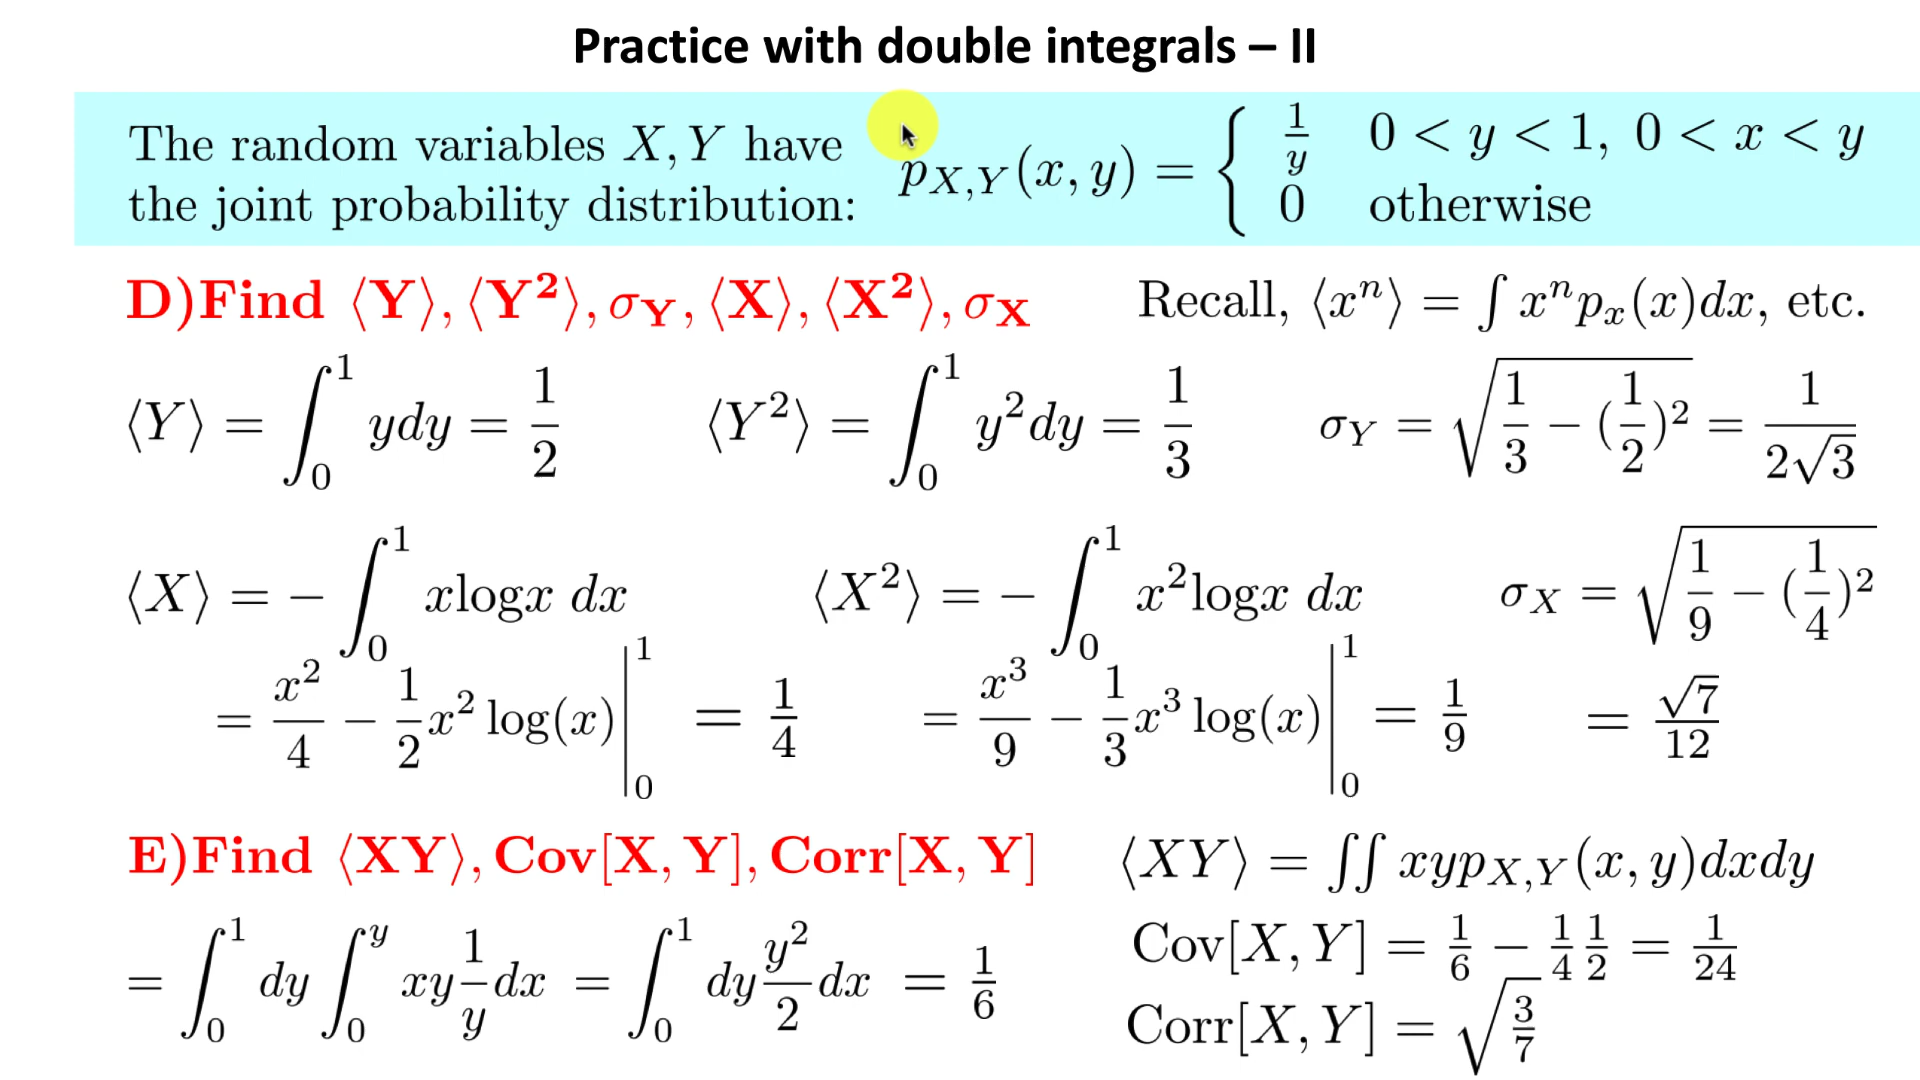 Practice with double integrals – II
The random variables X, Y have
the joint probability distribution:
p_{X,Y}(x, y) = { 1/y   0 < y < 1, 0 < x < y
0   otherwise
D)Find ⟨Y⟩, ⟨Y²⟩, σ_Y, ⟨X⟩, ⟨X²⟩, σ_X
Recall, ⟨xⁿ⟩ = ∫ xⁿp_x(x)dx, etc.
⟨Y⟩ = ∫_0^1 ydy = 1/2
⟨Y²⟩ = ∫_0^1 y²dy = 1/3
σ_Y = √(1/3 − (1/2)²) = 1/(2√3)
⟨X⟩ = − ∫_0^1 xlogx dx
⟨X²⟩ = − ∫_0^1 x²logx dx
σ_X = √(1/9 − (1/4)²)
= x²/4 − 1/2 x² log(x) |_0^1 = 1/4
= x³/9 − 1/3 x³ log(x) |_0^1 = 1/9
= √7/12
E)Find ⟨XY⟩, Cov[X, Y], Corr[X, Y]
⟨XY⟩ = ∫∫ xyp_{X,Y}(x, y)dxdy
= ∫_0^1 dy ∫_0^y xy 1/y dx = ∫_0^1 dy y²/2 dx = 1/6
Cov[X, Y] = 1/6 − 1/4 1/2 = 1/24
Corr[X, Y] = √(3/7)